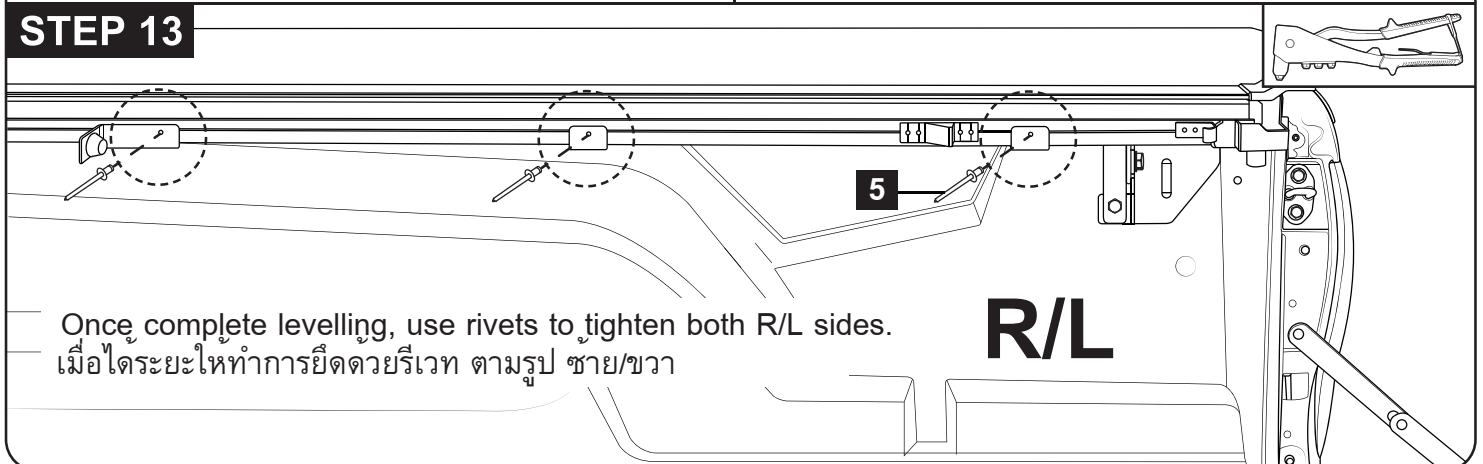 STEP 13
5
R/L
Once complete levelling, use rivets to tighten both R/L sides.
เมื่อได้ระยะให้ทำการยึดด้วยรีเวท ตามรูป ซ้าย/ขวา